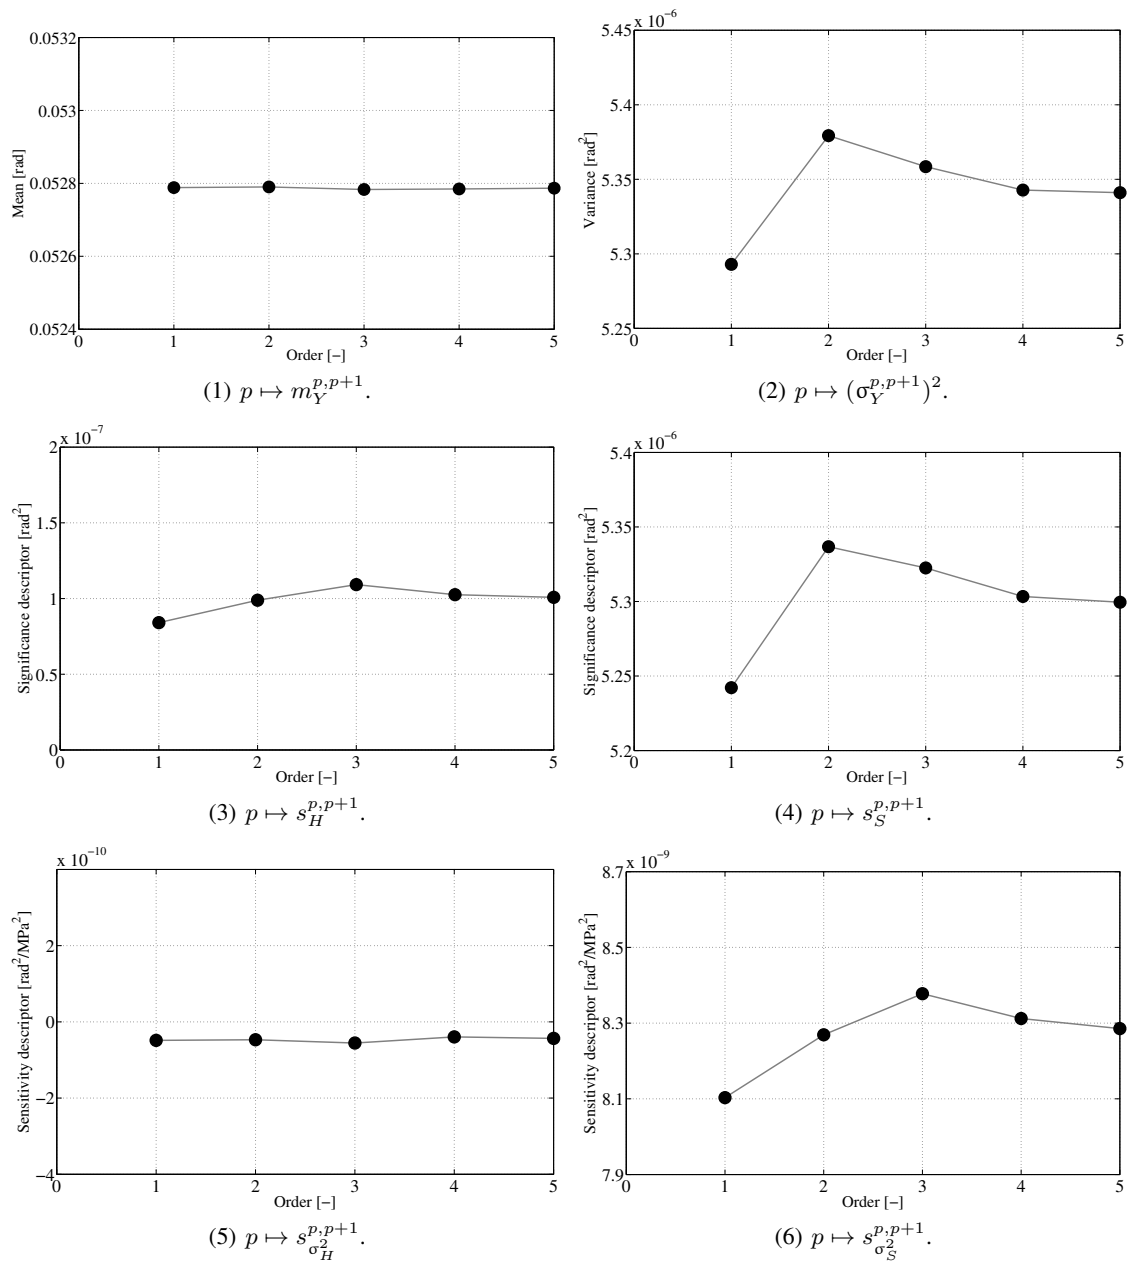 0.0532
0.053
0.0528
0.0526
0.0524
Mean [rad]
0 1 2 3 4 5
Order [−]
(1) p ↦ m_Y^{p,p+1}.
x 10^{−6}
5.45
5.4
5.35
5.3
5.25
Variance [rad²]
0 1 2 3 4 5
Order [−]
(2) p ↦ (σ_Y^{p,p+1})².
x 10^{−7}
2
1.5
1
0.5
0
Significance descriptor [rad²]
0 1 2 3 4 5
Order [−]
(3) p ↦ s_H^{p,p+1}.
x 10^{−6}
5.4
5.35
5.3
5.25
5.2
Significance descriptor [rad²]
0 1 2 3 4 5
Order [−]
(4) p ↦ s_S^{p,p+1}.
x 10^{−10}
2
0
−2
−4
Sensitivity descriptor [rad²/MPa²]
0 1 2 3 4 5
Order [−]
(5) p ↦ s_{σ_H^2}^{p,p+1}.
x 10^{−9}
8.7
8.5
8.3
8.1
7.9
Sensitivity descriptor [rad²/MPa²]
0 1 2 3 4 5
Order [−]
(6) p ↦ s_{σ_S^2}^{p,p+1}.